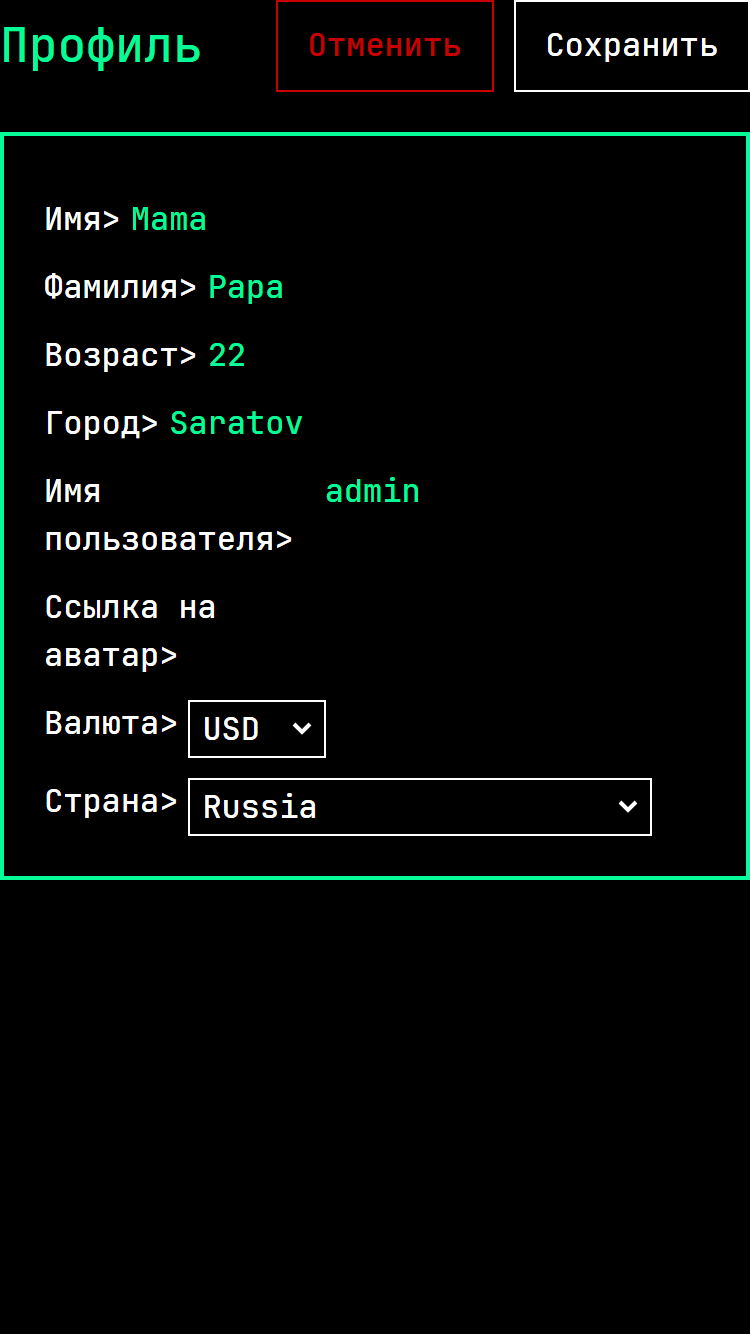 Профиль Отменить Сохранить
Имя> Mama
Фамилия> Papa
Возраст> 22
Город> Saratov
Имя admin
пользователя>
Ссылка на
аватар>
Валюта> USD
Страна> Russia